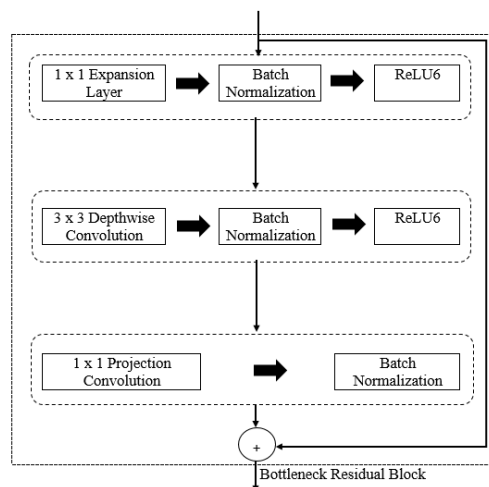 1 x 1 Expansion
Layer
Batch
Normalization
ReLU6
3 x 3 Depthwise
Convolution
Batch
Normalization
ReLU6
1 x 1 Projection
Convolution
Batch
Normalization
+
Bottleneck Residual Block